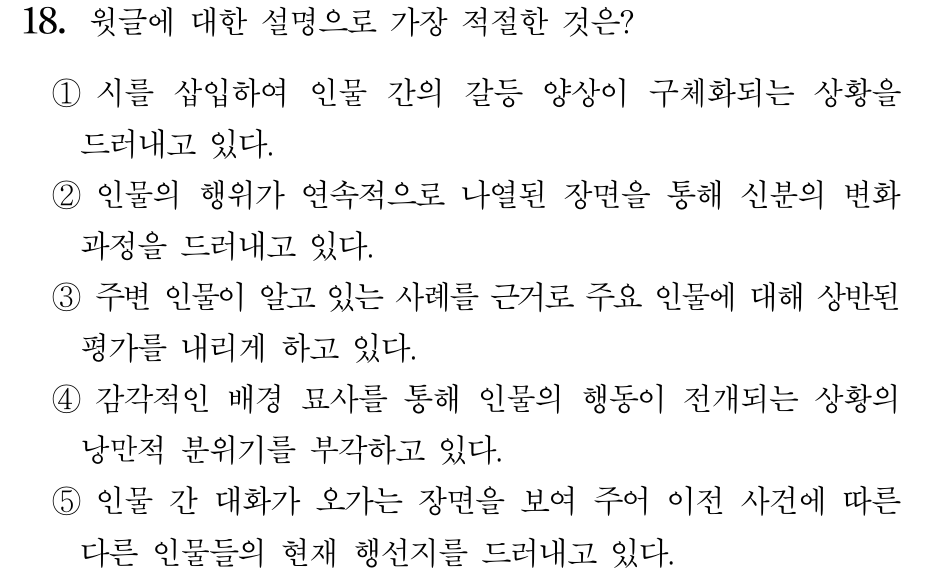 18. 윗글에 대한 설명으로 가장 적절한 것은?
① 시를 삽입하여 인물 간의 갈등 양상이 구체화되는 상황을
드러내고 있다.
② 인물의 행위가 연속적으로 나열된 장면을 통해 신분의 변화
과정을 드러내고 있다.
③ 주변 인물이 알고 있는 사례를 근거로 주요 인물에 대해 상반된
평가를 내리게 하고 있다.
④ 감각적인 배경 묘사를 통해 인물의 행동이 전개되는 상황의
낭만적 분위기를 부각하고 있다.
⑤ 인물 간 대화가 오가는 장면을 보여 주어 이전 사건에 따른
다른 인물들의 현재 행선지를 드러내고 있다.